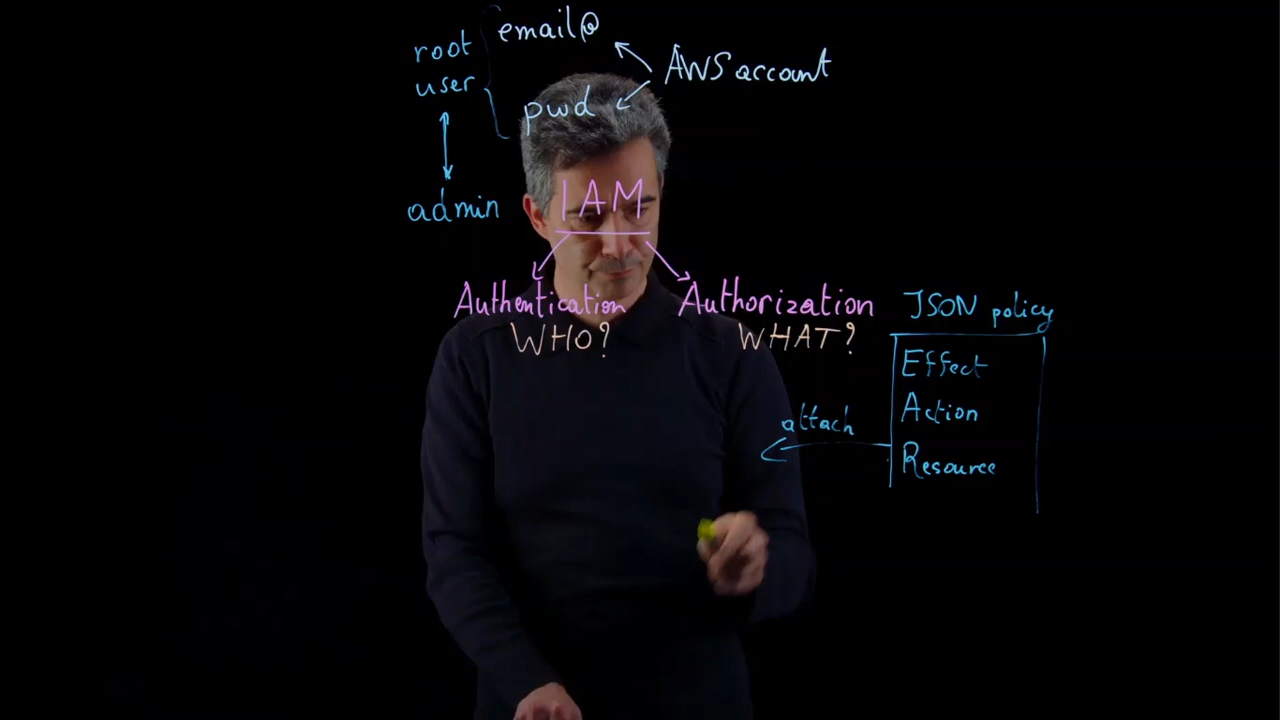 root
user
email@
pwd
AWS account
admin
IAM
Authentication
WHO?
Authorization
WHAT?
JSON policy
Effect
Action
Resource
attach